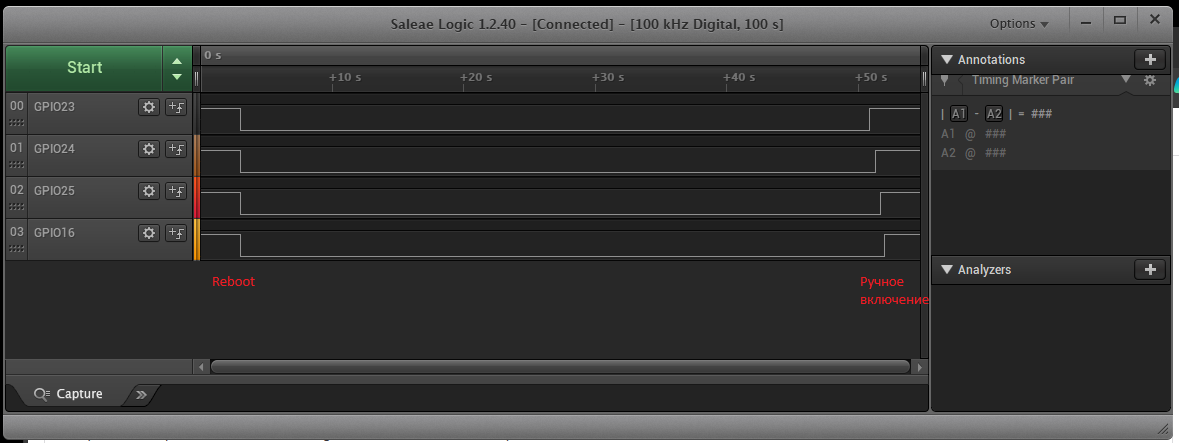 Saleae Logic 1.2.40 - [Connected] - [100 kHz Digital, 100 s]
Options
Start
0 s
+10 s
+20 s
+30 s
+40 s
+50 s
00 GPIO23
01 GPIO24
02 GPIO25
03 GPIO16
Reboot
Ручное
включение
Annotations
Timing Marker Pair
| A1 - A2 | = ###
A1 @ ###
A2 @ ###
Analyzers
Capture